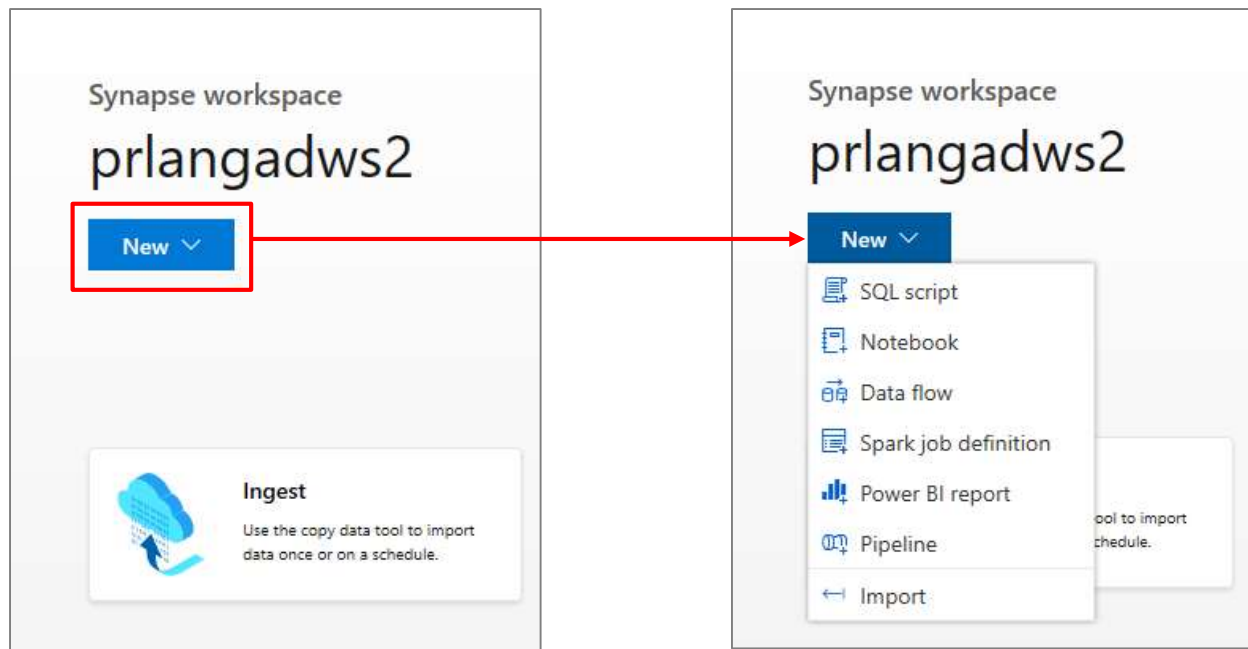 Synapse workspace
prlangadws2
New
Ingest
Use the copy data tool to import
data once or on a schedule.
Synapse workspace
prlangadws2
New
SQL script
Notebook
Data flow
Spark job definition
Power BI report
Pipeline
Import
ool to import
chedule.